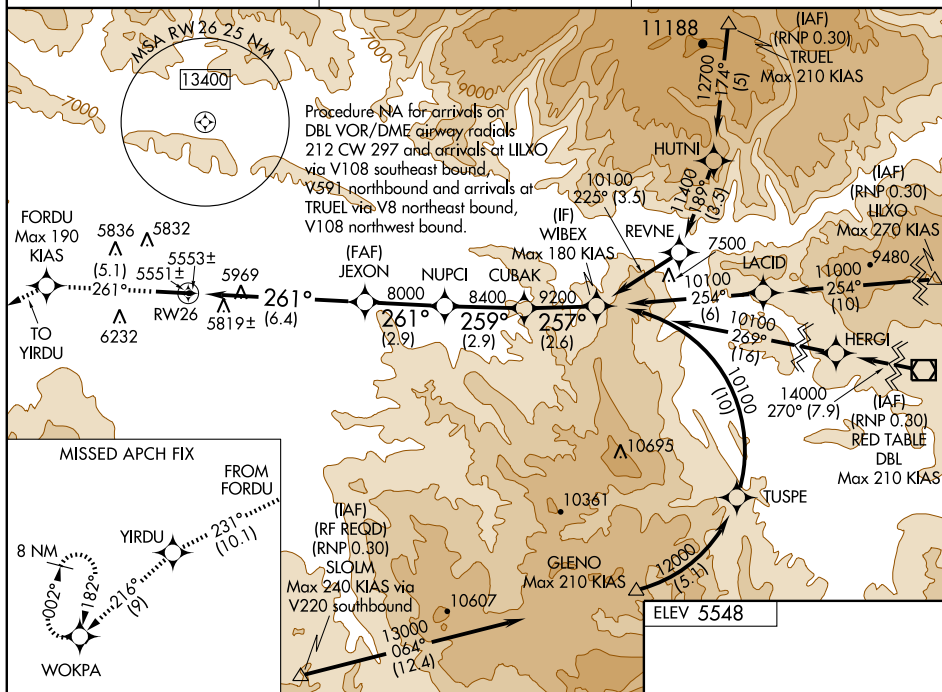 MSA RW26 25 NM
13400
7000
7000
9000
Procedure NA for arrivals on
DBL VOR/DME airway radials
212 CW 297 and arrivals at LILXO
via V108 southeast bound,
V591 northbound and arrivals at
TRUEL via V8 northeast bound,
V108 northwest bound.
11188
(IAF)
(RNP 0.30)
TRUEL
Max 210 KIAS
12700
174°
(5)
HUTNI
11400
189°
(3.5)
10100
225° (3.5)
REVNE
7500
(IAF)
(RNP 0.30)
LILXO
Max 270 KIAS
9480
11000
254°
(10)
LACID
10100
254°
(6)
(IF)
WIBEX
Max 180 KIAS
FORDU
Max 190
KIAS
5836
5832
(5.1)
261°
5551±
5553±
5969
RW26
5819±
6232
TO
YIRDU
261°
(6.4)
(FAF)
JEXON
8000
261°
(2.9)
NUPCI
8400
259°
(2.9)
CUBAK
9200
257°
(2.6)
10100
269°
(16)
HERGI
14000
270° (7.9)
(IAF)
(RNP 0.30)
RED TABLE
DBL
Max 210 KIAS
10100
(10)
TUSPE
10695
10361
GLENO
Max 210 KIAS
12000
(5.1)
(IAF)
(RF REQD)
(RNP 0.30)
SLOLM
Max 240 KIAS via
V220 southbound
10607
13000
064°
(12.4)
MISSED APCH FIX
FROM
FORDU
231°
(10.1)
YIRDU
216°
(9)
8 NM
002°
182°
WOKPA
ELEV 5548